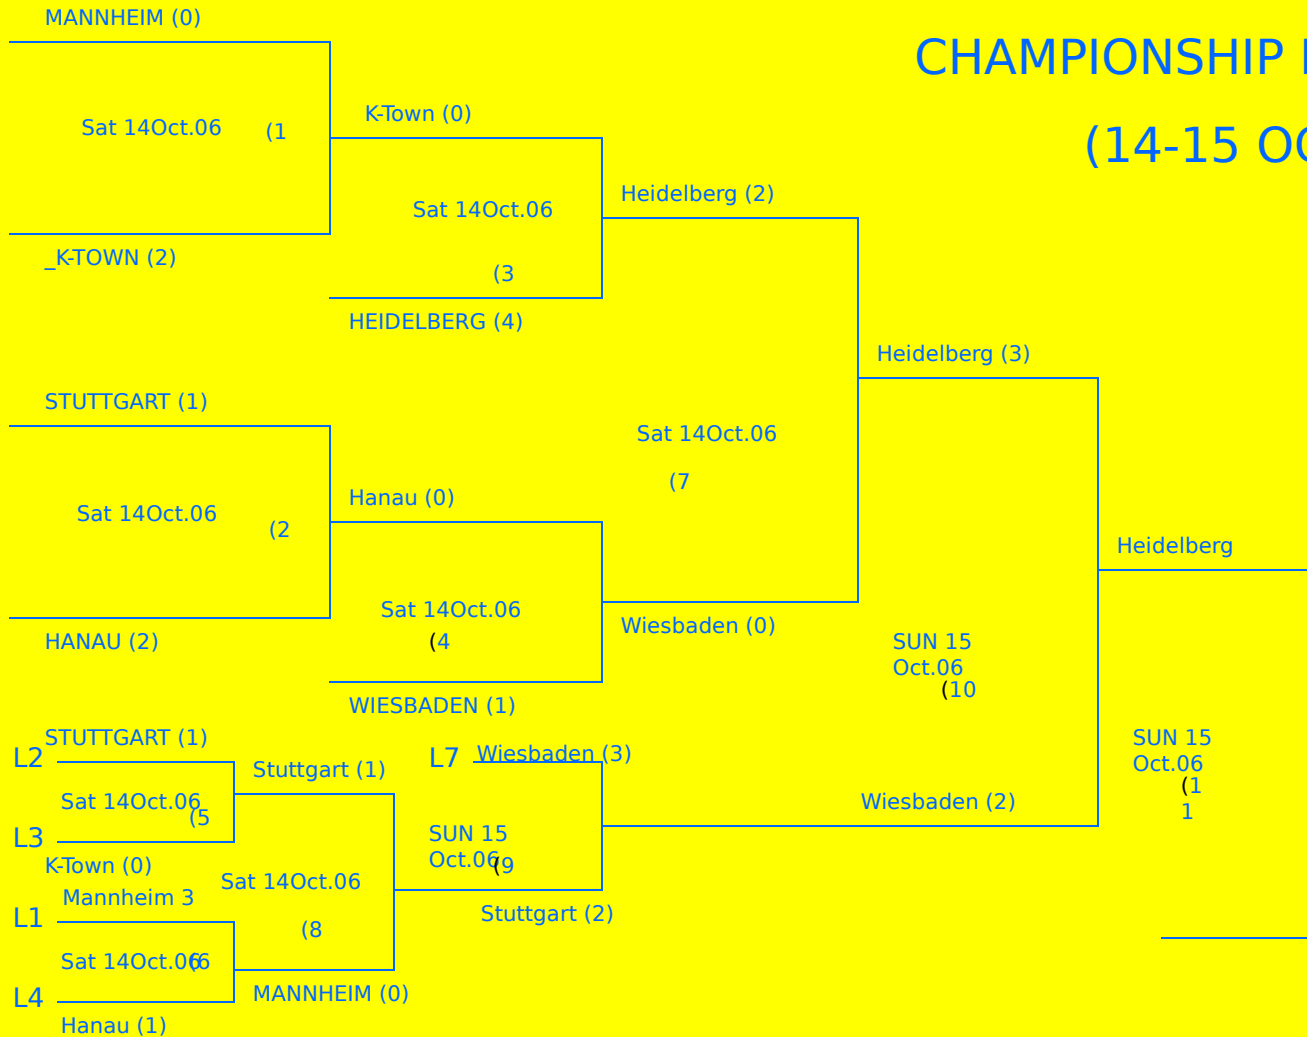 MANNHEIM (0)
CHAMPIONSHIP
(14-15
Sat 14Oct.06
(1
K-Town (0)
Sat 14Oct.06
(3
Heidelberg (2)
_K-TOWN (2)
HEIDELBERG (4)
Heidelberg (3)
STUTTGART (1)
Sat 14Oct.06
(7
Hanau (0)
Sat 14Oct.06
(2
Heidelberg
Sat 14Oct.06
(4
Wiesbaden (0)
HANAU (2)
SUN 15
Oct.06
(10
WIESBADEN (1)
STUTTGART (1)
L2
L7
Wiesbaden (3)
SUN 15
Oct.06
(1
1
Stuttgart (1)
Sat 14Oct.06
(5
Wiesbaden (2)
L3
SUN 15
Oct.06
(9
K-Town (0)
Sat 14Oct.06
(8
Mannheim 3
L1
Stuttgart (2)
Sat 14Oct.06
(6
L4
MANNHEIM (0)
Hanau (1)